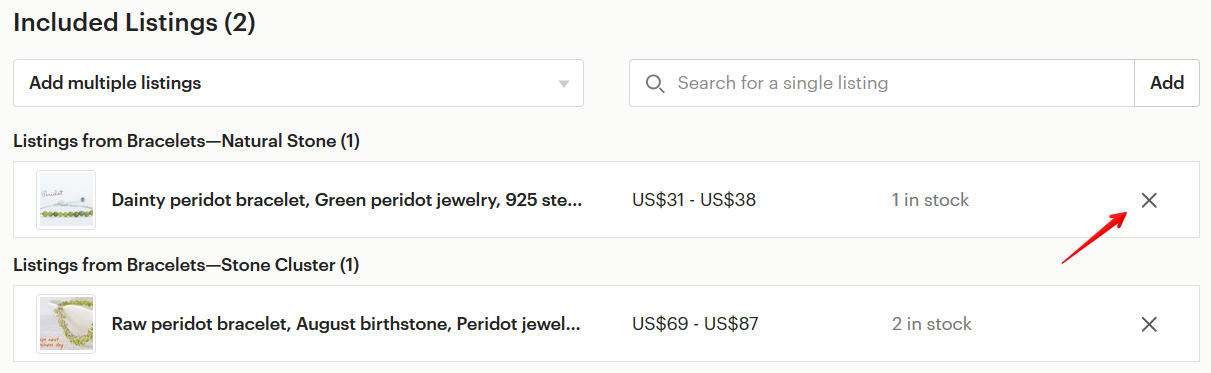 Included Listings (2)
Add multiple listings
Search for a single listing
Add
Listings from Bracelets—Natural Stone (1)
Peridot
Dainty peridot bracelet, Green peridot jewelry, 925 ste...
US$31 - US$38
1 in stock
Listings from Bracelets—Stone Cluster (1)
Raw peridot bracelet, August birthstone, Peridot jewel...
US$69 - US$87
2 in stock